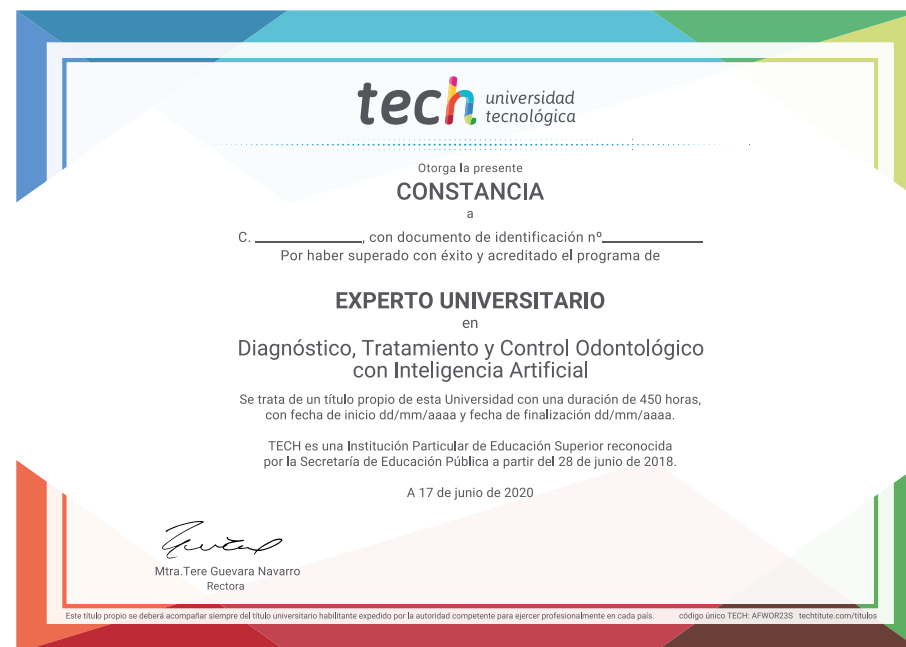 tech universidad
tecnológica
Otorga la presente
CONSTANCIA
a
C. ______________, con documento de identificación nº______________
Por haber superado con éxito y acreditado el programa de
EXPERTO UNIVERSITARIO
en
Diagnóstico, Tratamiento y Control Odontológico
con Inteligencia Artificial
Se trata de un título propio de esta Universidad con una duración de 450 horas,
con fecha de inicio dd/mm/aaaa y fecha de finalización dd/mm/aaaa.
TECH es una Institución Particular de Educación Superior reconocida
por la Secretaría de Educación Pública a partir del 28 de junio de 2018.
A 17 de junio de 2020
Mtra.Tere Guevara Navarro
Rectora
Este título propio se deberá acompañar siempre del título universitario habilitante expedido por la autoridad competente para ejercer profesionalmente en cada país. código único TECH: AFWOR23S techtitute.com/titulos